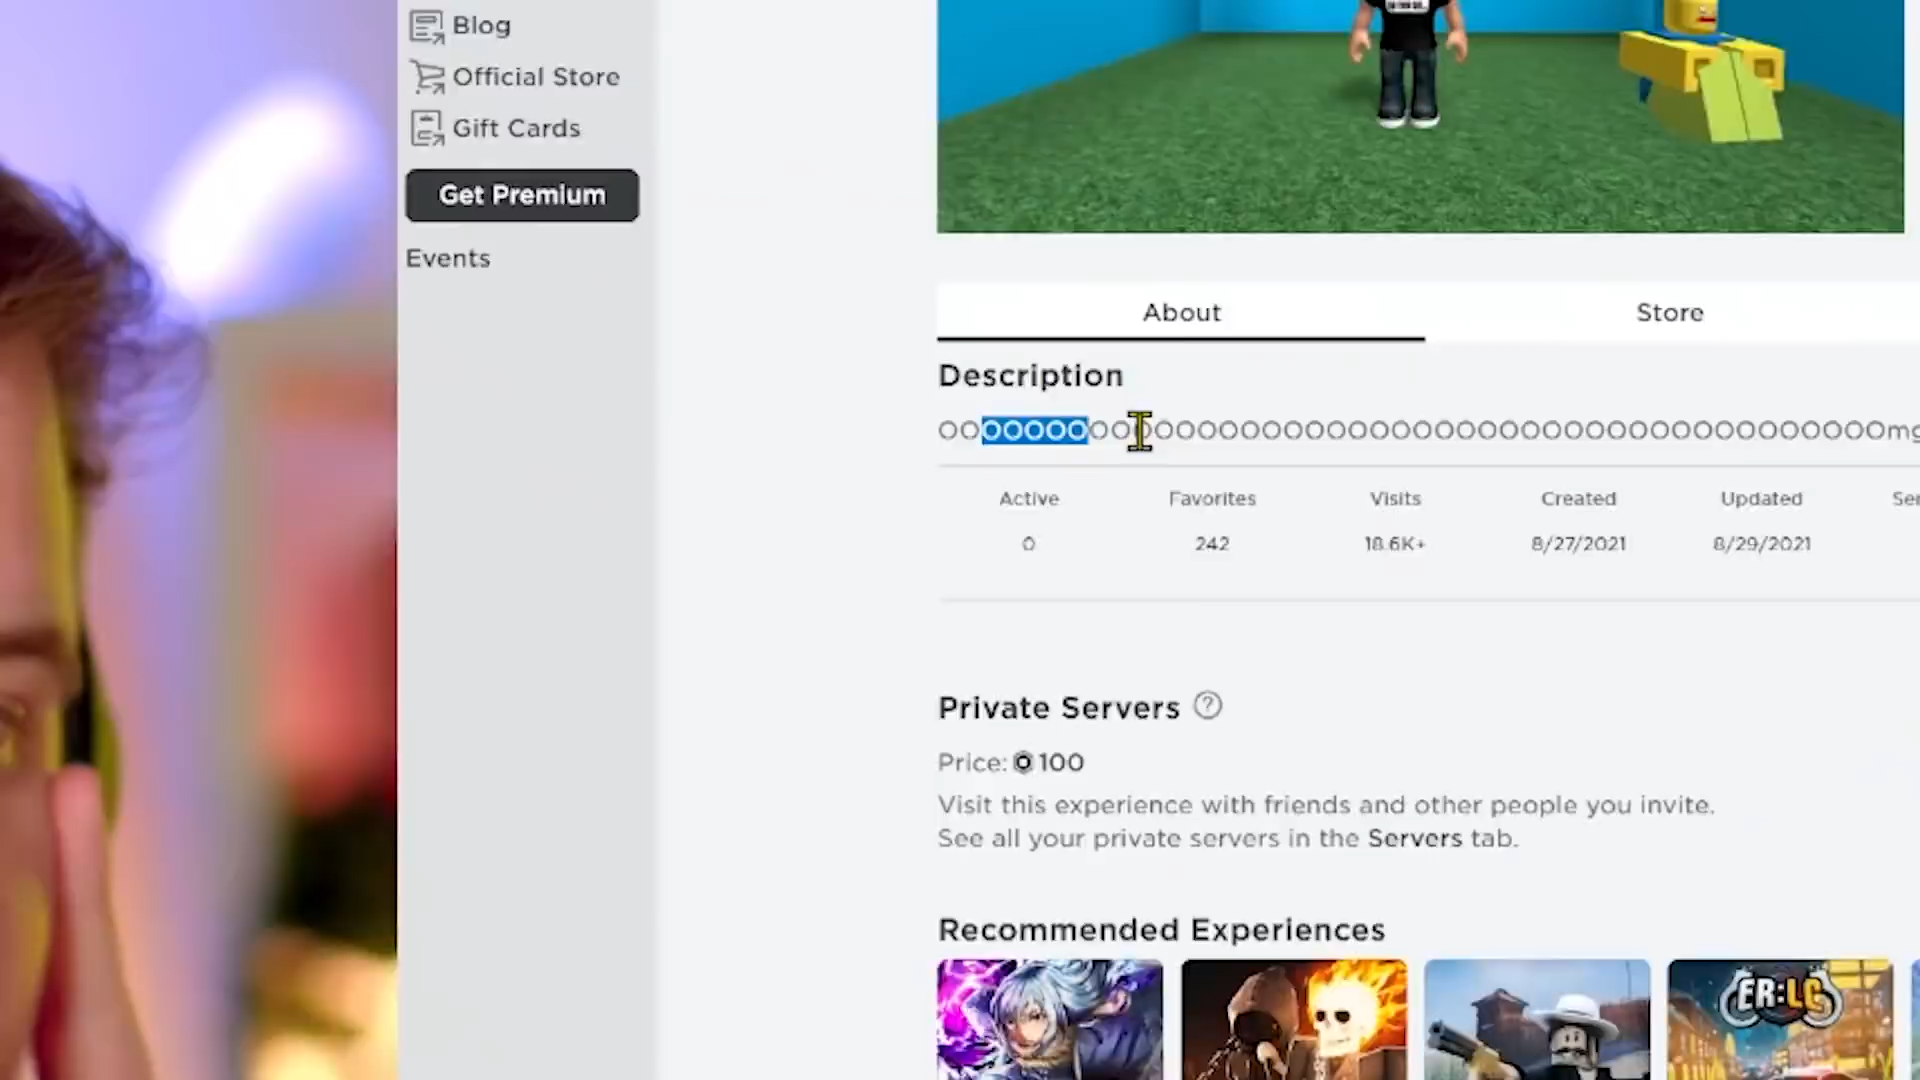 Blog
Official Store
Gift Cards
Get Premium
Events
About
Store
Description
oooooooooooooooooooooooooooooooooooooooooooomg
Active
Favorites
Visits
Created
Updated
0
242
18.6K+
8/27/2021
8/29/2021
Private Servers
Price: 100
Visit this experience with friends and other people you invite.
See all your private servers in the Servers tab.
Recommended Experiences
ER:LC